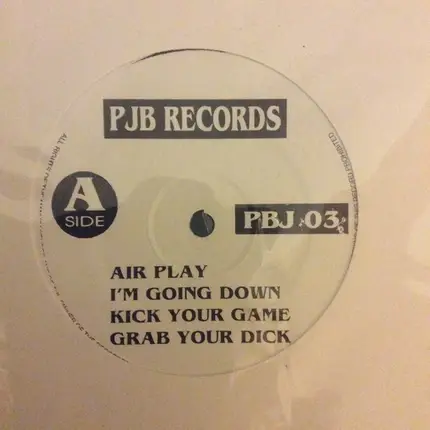 PJB RECORDS
A
SIDE
PBJ 03
AIR PLAY
I'M GOING DOWN
KICK YOUR GAME
GRAB YOUR DICK